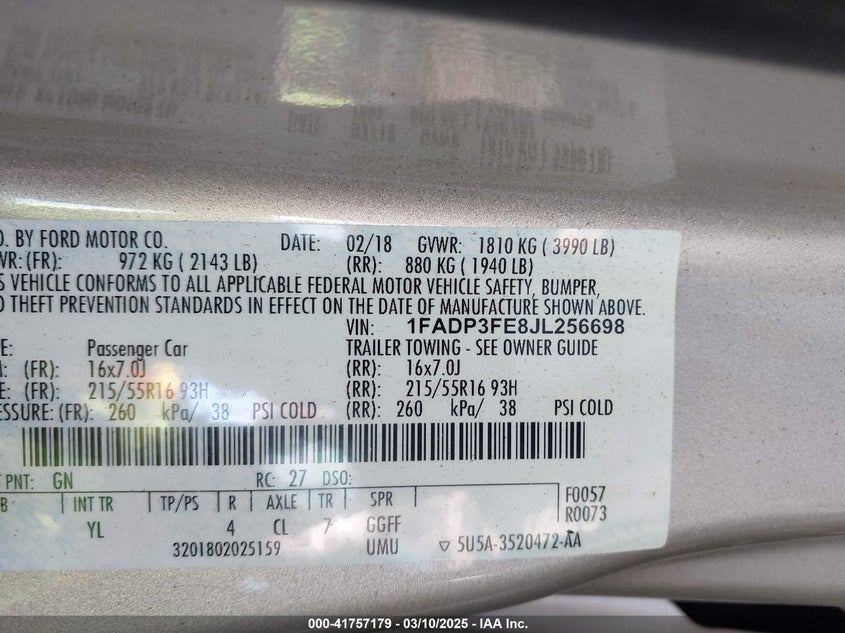 D. BY FORD MOTOR CO. DATE: 02/18 GVWR: 1810 KG ( 3990 LB)
WR: (FR): 972 KG ( 2143 LB) (RR): 880 KG ( 1940 LB)
S VEHICLE CONFORMS TO ALL APPLICABLE FEDERAL MOTOR VEHICLE SAFETY, BUMPER,
D THEFT PREVENTION STANDARDS IN EFFECT ON THE DATE OF MANUFACTURE SHOWN ABOVE.
VIN: 1FADP3FE8JL256698
E: Passenger Car TRAILER TOWING - SEE OWNER GUIDE
(FR): 16x7.0J (RR): 16x7.0J
E: (FR): 215/55R16 93H (RR): 215/55R16 93H
ESSURE: (FR): 260 kPa/ 38 PSI COLD (RR): 260 kPa/ 38 PSI COLD
PNT: GN RC: 27 DSO:
B INT TR TP/PS R AXLE TR SPR F0057
R0073
YL 4 CL 7 GGFF
3201802025159 UMU ▽ 5U5A-3520472-AA
000-41757179 — 03/10/2025 — IAA Inc.